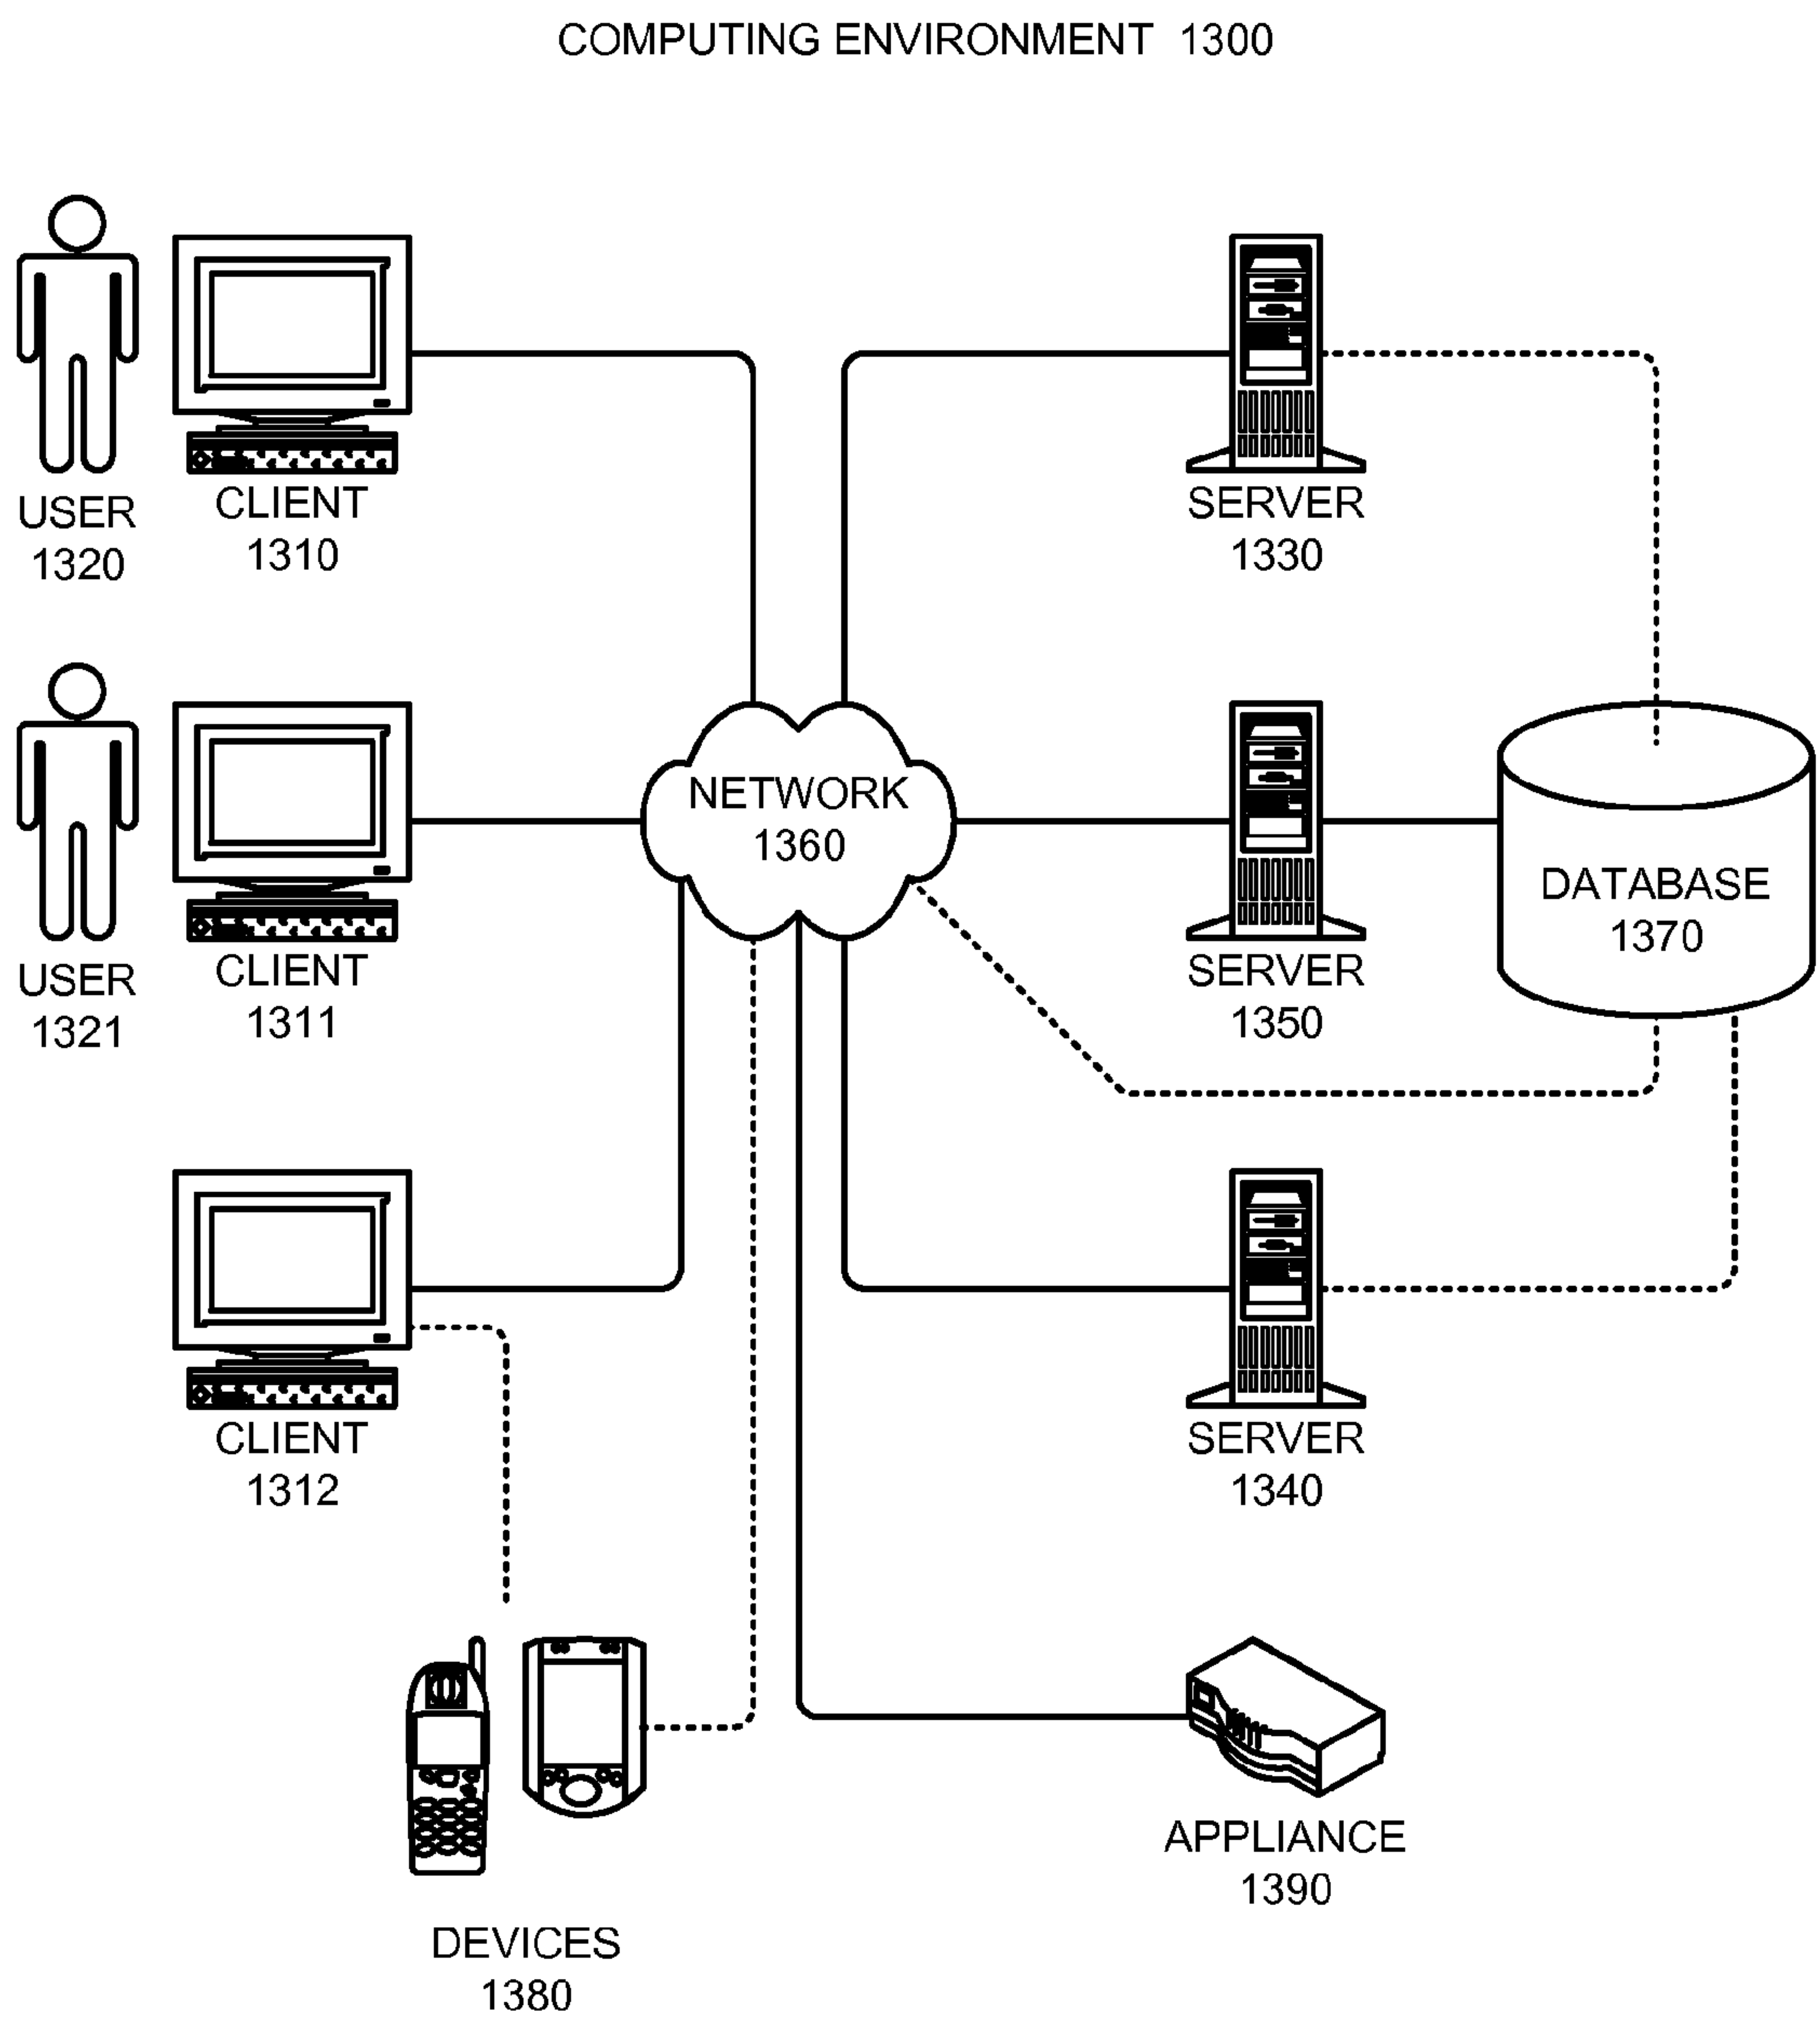 COMPUTING ENVIRONMENT 1300
USER
1320
CLIENT
1310
SERVER
1330
USER
1321
CLIENT
1311
NETWORK
1360
SERVER
1350
DATABASE
1370
CLIENT
1312
SERVER
1340
DEVICES
1380
APPLIANCE
1390